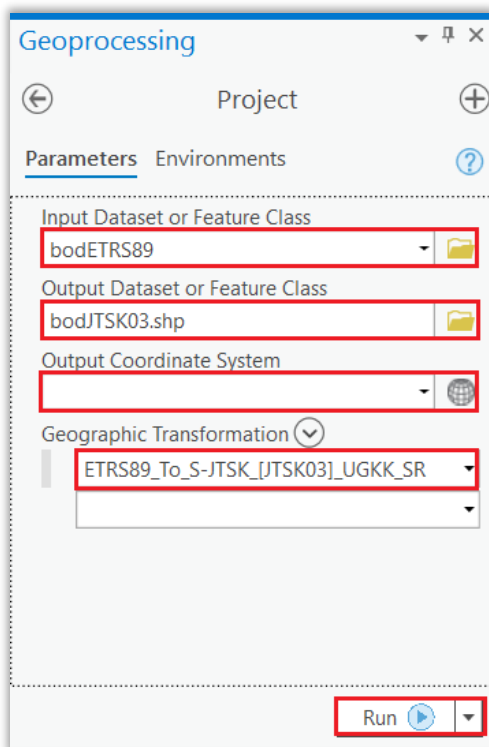 Geoprocessing
Project
Parameters Environments
Input Dataset or Feature Class
bodETRS89
Output Dataset or Feature Class
bodJTSK03.shp
Output Coordinate System
Geographic Transformation
ETRS89_To_S-JTSK_[JTSK03]_UGKK_SR
Run